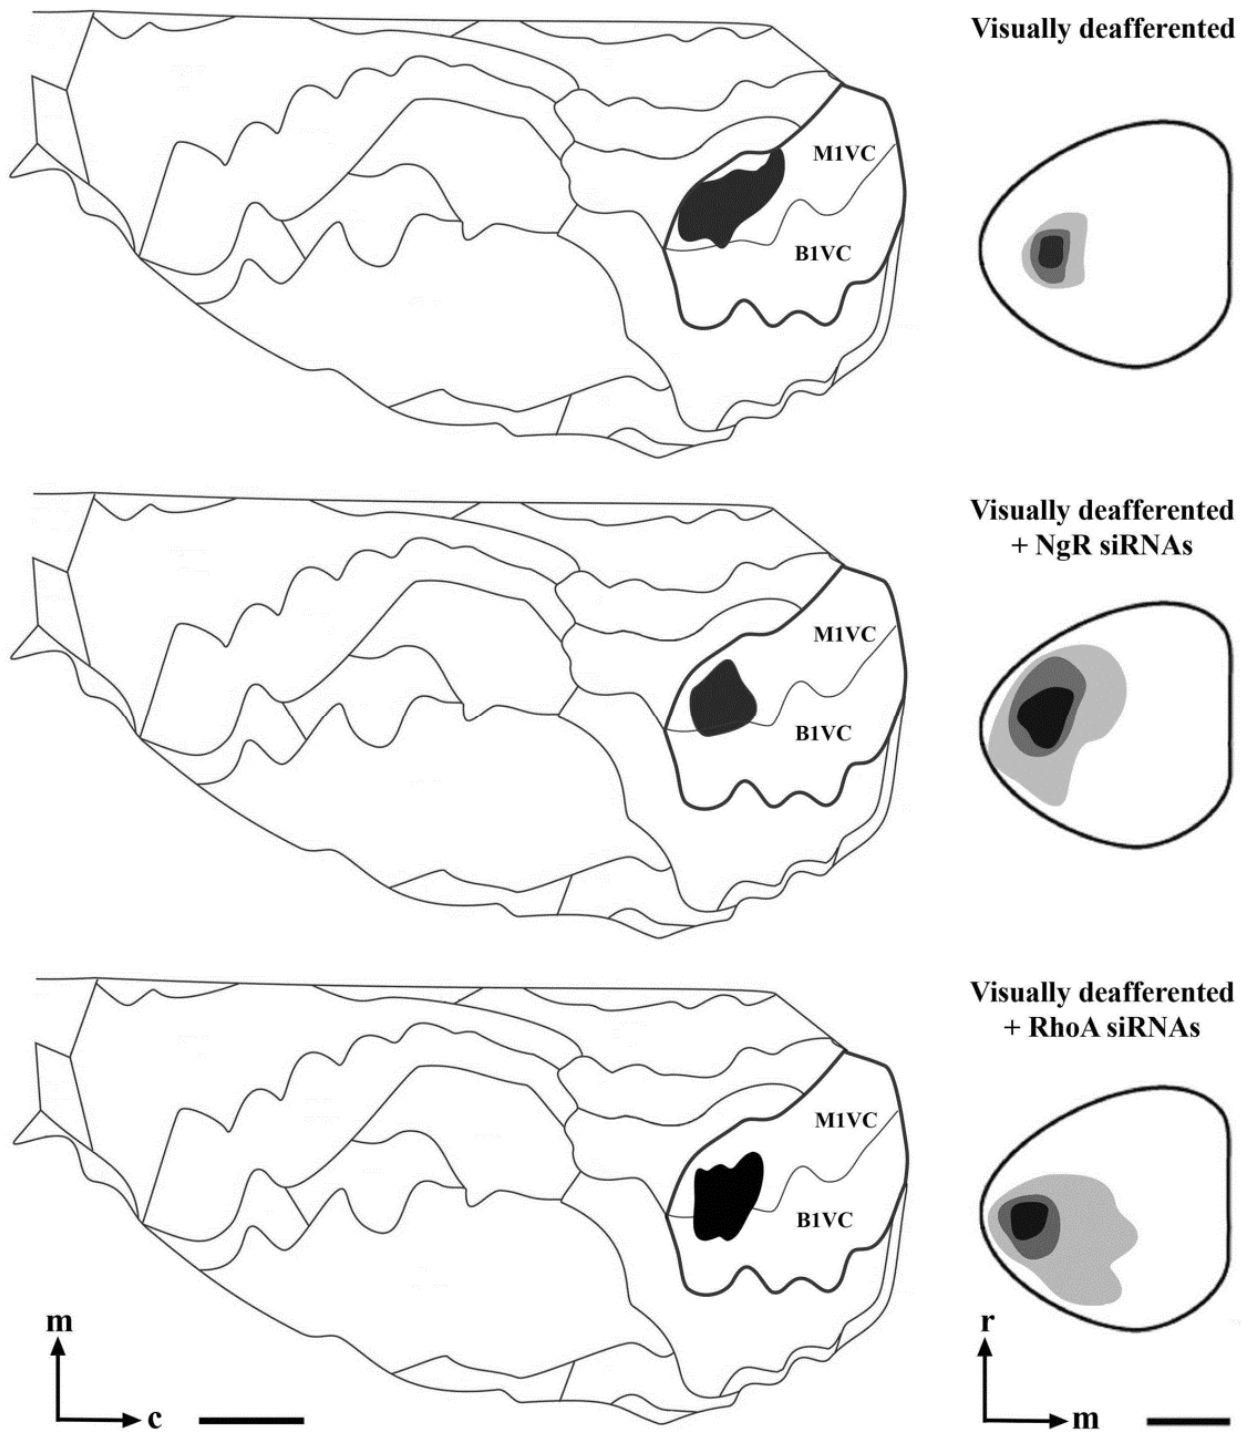 Visually deafferented
M1VC
B1VC
Visually deafferented
+ NgR siRNAs
M1VC
B1VC
Visually deafferented
+ RhoA siRNAs
M1VC
B1VC
m
c
r
m